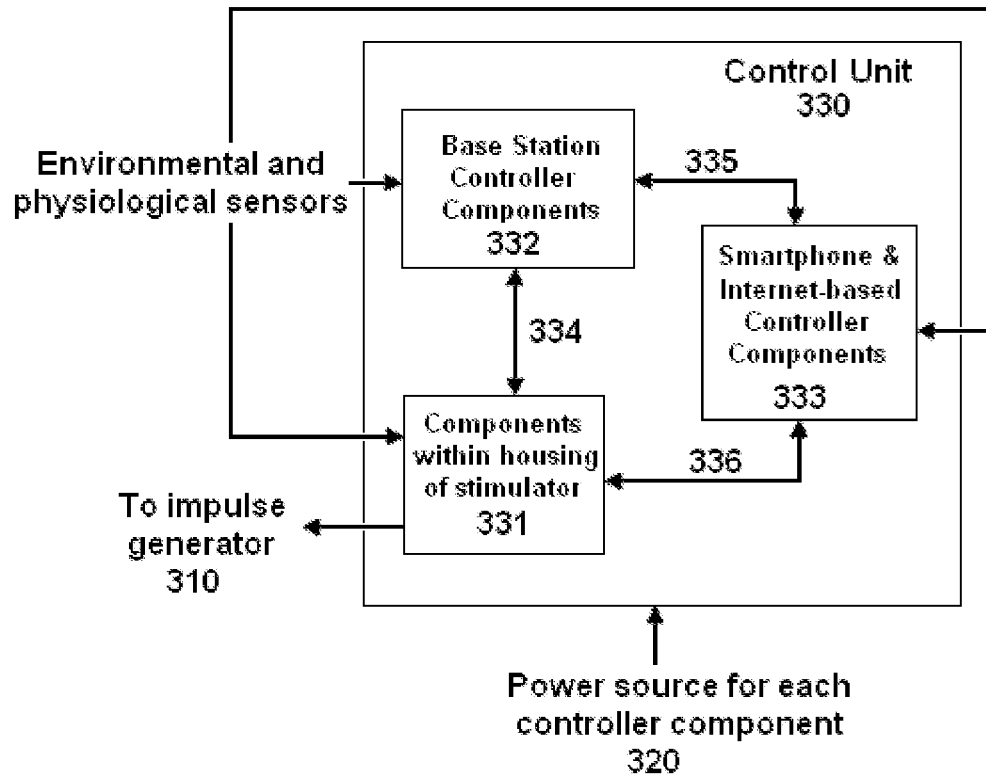 Control Unit
330
Base Station
Controller
Components
332
335
Environmental and
physiological sensors
Smartphone &
Internet-based
Controller
Components
333
334
Components
within housing
of stimulator
331
336
To impulse
generator
310
Power source for each
controller component
320